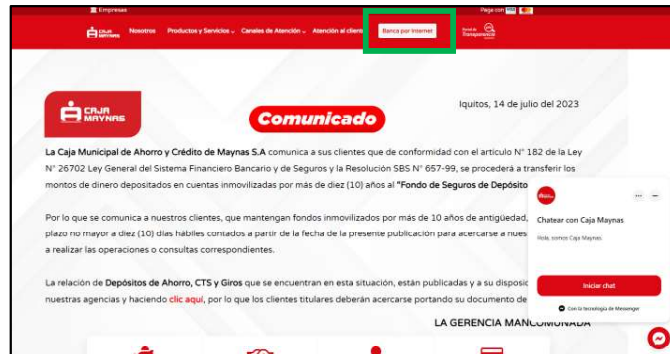 Empresas
Paga con
CAJA MAYNAS
Nosotros
Productos y Servicios
Canales de Atención
Atención al cliente
Banca por Internet
Portal de Transparencia
CAJA MAYNAS
Comunicado
Iquitos, 14 de julio del 2023
La Caja Municipal de Ahorro y Crédito de Maynas S.A comunica a sus clientes que de conformidad con el artículo N° 182 de la Ley
N° 26702 Ley General del Sistema Financiero Bancario y de Seguros y la Resolución SBS N° 657-99, se procederá a transferir los
montos de dinero depositados en cuentas inmovilizadas por más de diez (10) años al "Fondo de Seguros de Depósito
Por lo que se comunica a nuestros clientes, que mantengan fondos inmovilizados por más de 10 años de antigüedad,
plazo no mayor a diez (10) días hábiles contados a partir de la fecha de la presente publicación para acercarse a nues
a realizar las operaciones o consultas correspondientes.
La relación de Depósitos de Ahorro, CTS y Giros que se encuentran en esta situación, están publicadas y a su disposic
nuestras agencias y haciendo clic aquí, por lo que los clientes titulares deberán acercarse portando su documento de
LA GERENCIA MANCOMUNADA
Chatear con Caja Maynas
Hola, somos Caja Maynas.
Iniciar chat
Con la tecnología de Messenger